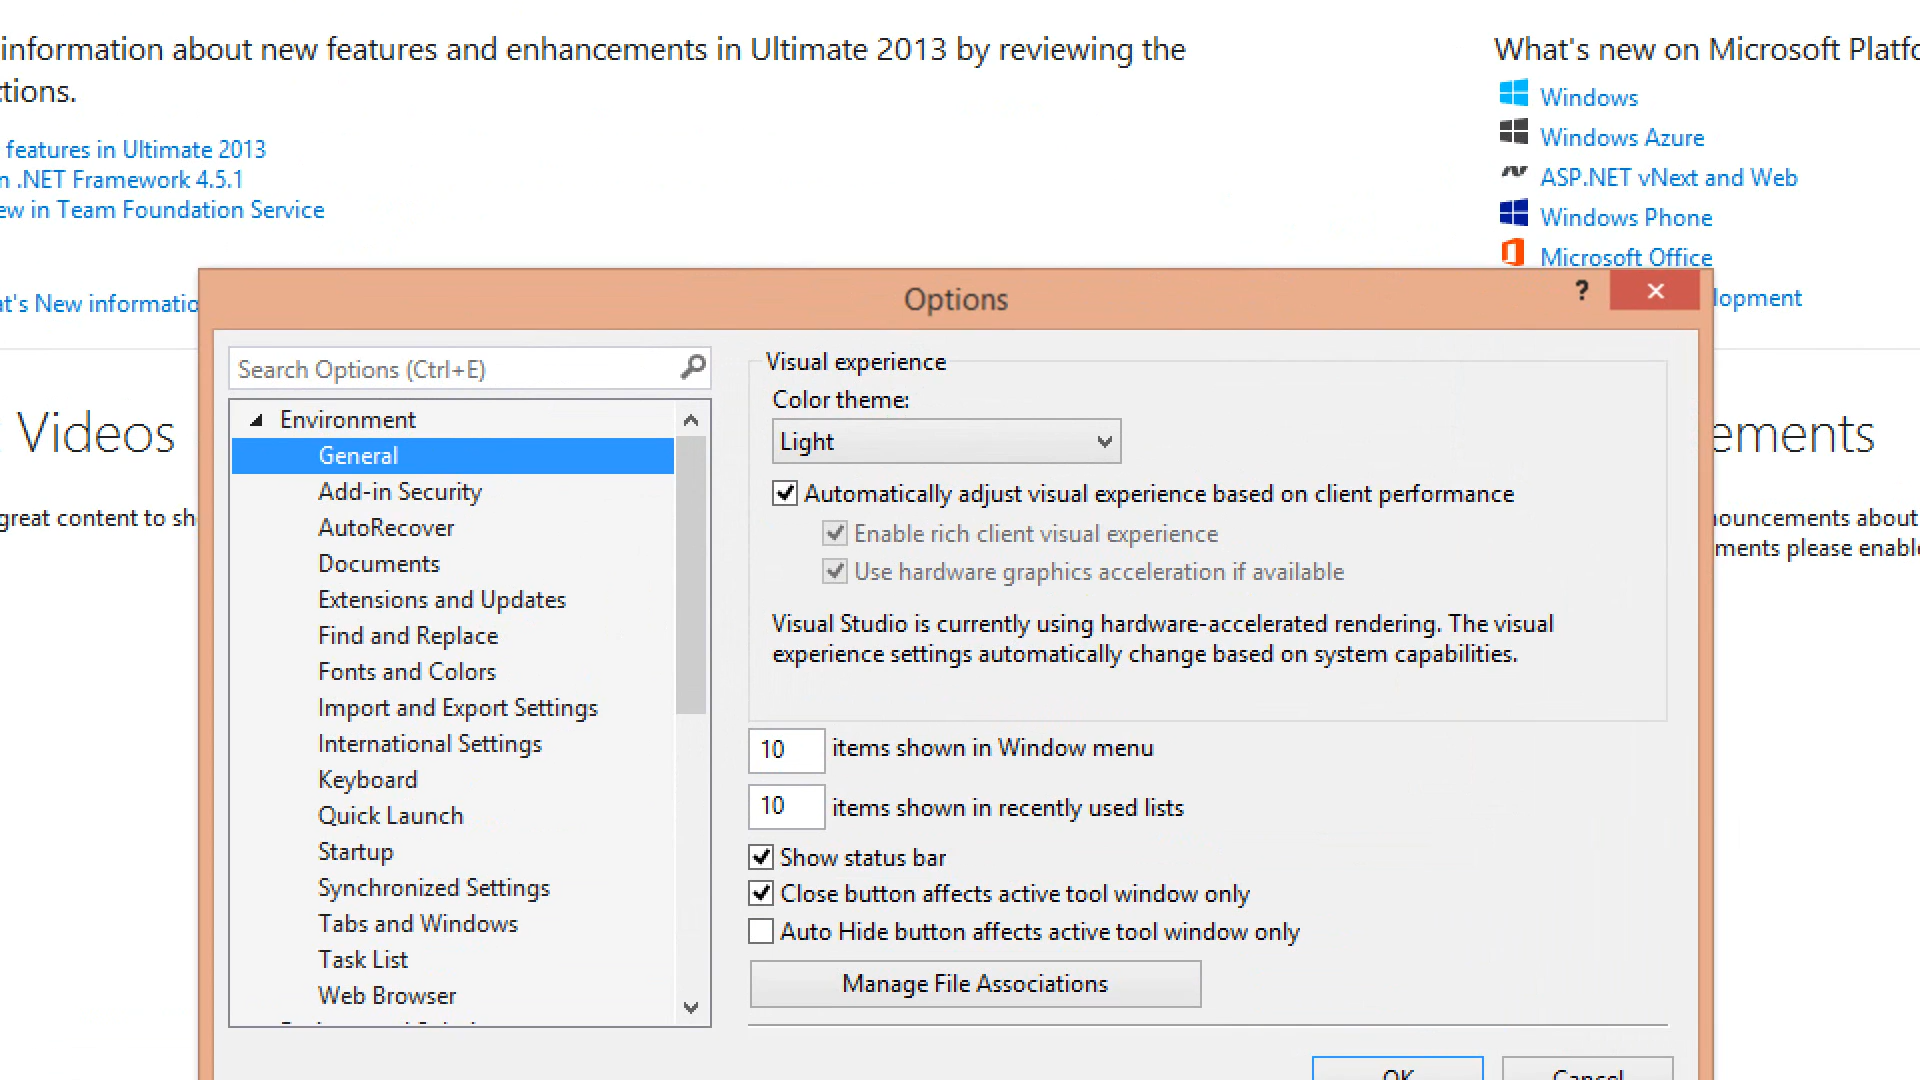 information about new features and enhancements in Ultimate 2013 by reviewing the
ctions.
features in Ultimate 2013
n .NET Framework 4.5.1
ew in Team Foundation Service
at's New informatio
Videos
great content to sh
What's new on Microsoft Platfo
Windows
Windows Azure
ASP.NET vNext and Web
Windows Phone
Microsoft Office
lopment
ements
nouncements about
ments please enable
Options
?
Search Options (Ctrl+E)
Environment
General
Add-in Security
AutoRecover
Documents
Extensions and Updates
Find and Replace
Fonts and Colors
Import and Export Settings
International Settings
Keyboard
Quick Launch
Startup
Synchronized Settings
Tabs and Windows
Task List
Web Browser
Visual experience
Color theme:
Light
Automatically adjust visual experience based on client performance
Enable rich client visual experience
Use hardware graphics acceleration if available
Visual Studio is currently using hardware-accelerated rendering. The visual
experience settings automatically change based on system capabilities.
10 items shown in Window menu
10 items shown in recently used lists
Show status bar
Close button affects active tool window only
Auto Hide button affects active tool window only
Manage File Associations
OK
Cancel